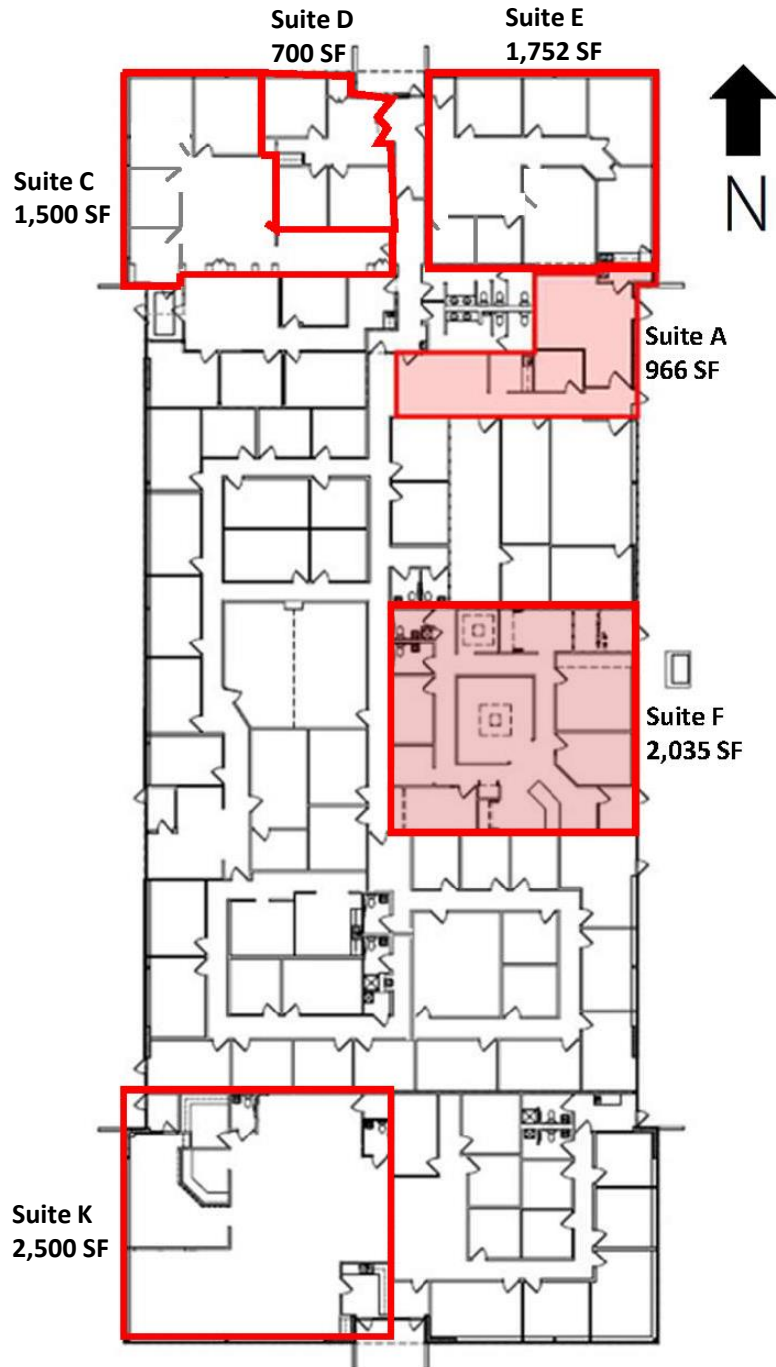 Suite D
700 SF
Suite E
1,752 SF
N
Suite C
1,500 SF
Suite A
966 SF
Suite F
2,035 SF
Suite K
2,500 SF